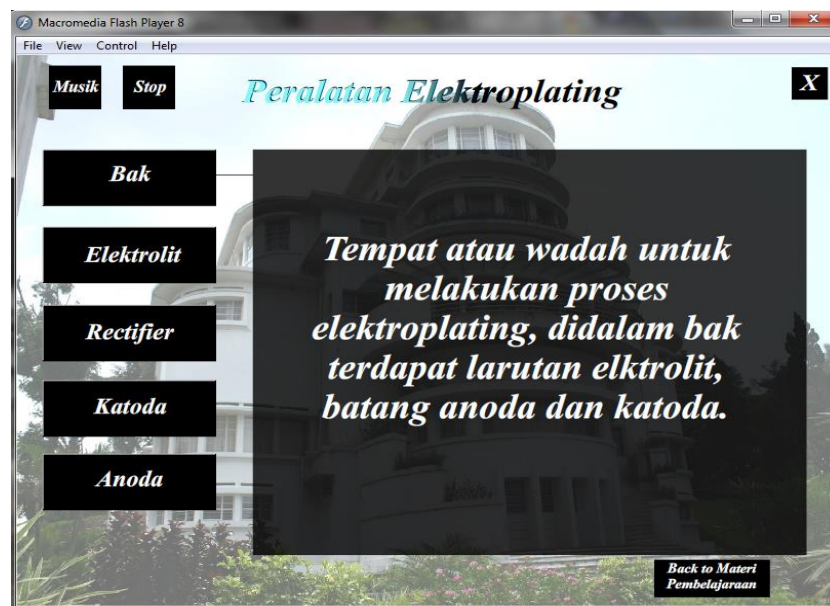 Macromedia Flash Player 8
File View Control Help
Musik
Stop
Peralatan Elektroplating
X
Bak
Elektrolit
Rectifier
Katoda
Anoda
Tempat atau wadah untuk
melakukan proses
elektroplating, didalam bak
terdapat larutan elktrolit,
batang anoda dan katoda.
Back to Materi
Pembelajaraan